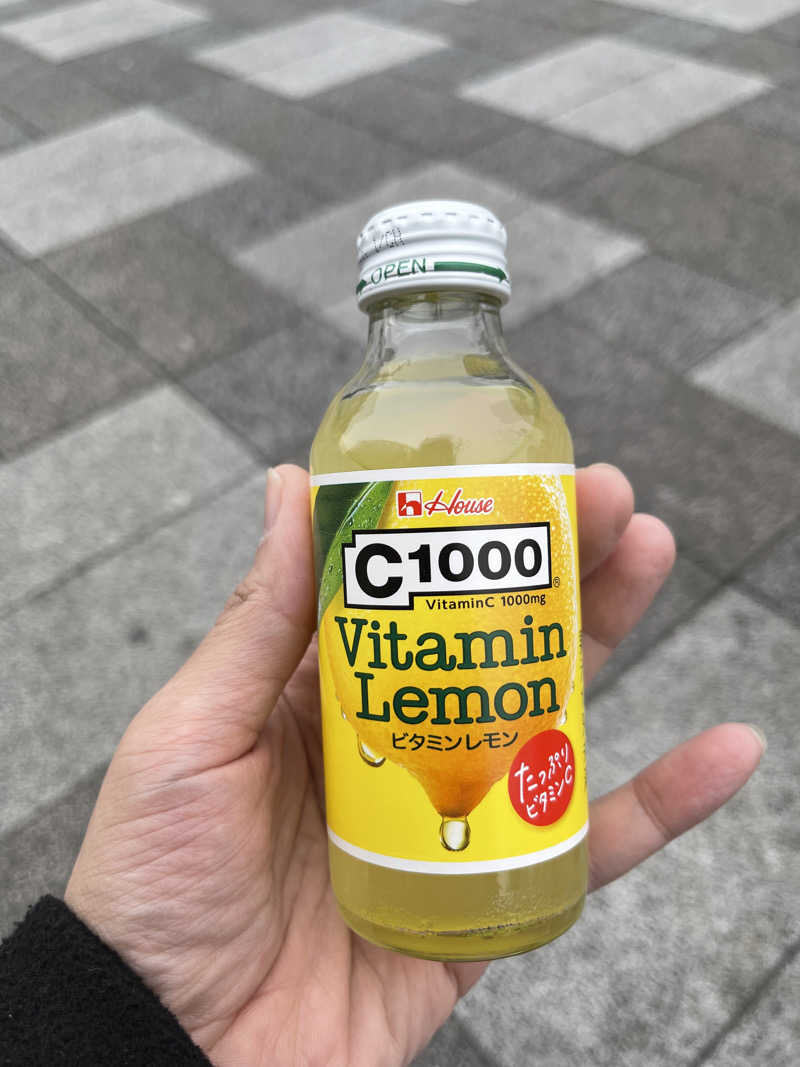 OPEN
House
C1000®
VitaminC 1000mg
Vitamin
Lemon
ビタミンレモン
たっぷり
ビタミンC